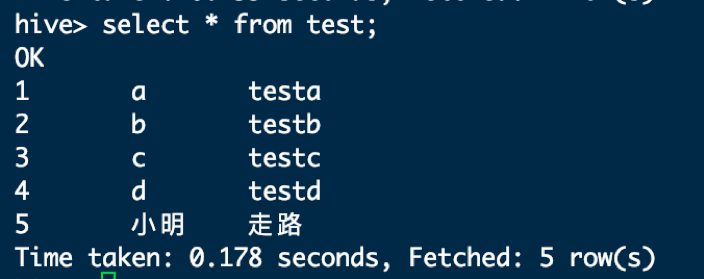 hive> select * from test;
OK
1 a testa
2 b testb
3 c testc
4 d testd
5 小明 走路
Time taken: 0.178 seconds, Fetched: 5 row(s)